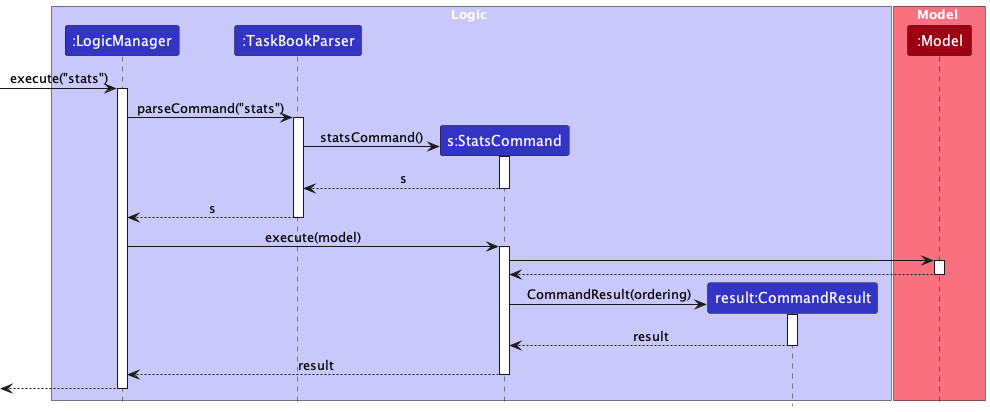 Logic
Model
:LogicManager
:TaskBookParser
:Model
execute("stats")
parseCommand("stats")
statsCommand()
s:StatsCommand
s
s
execute(model)
CommandResult(ordering)
result:CommandResult
result
result